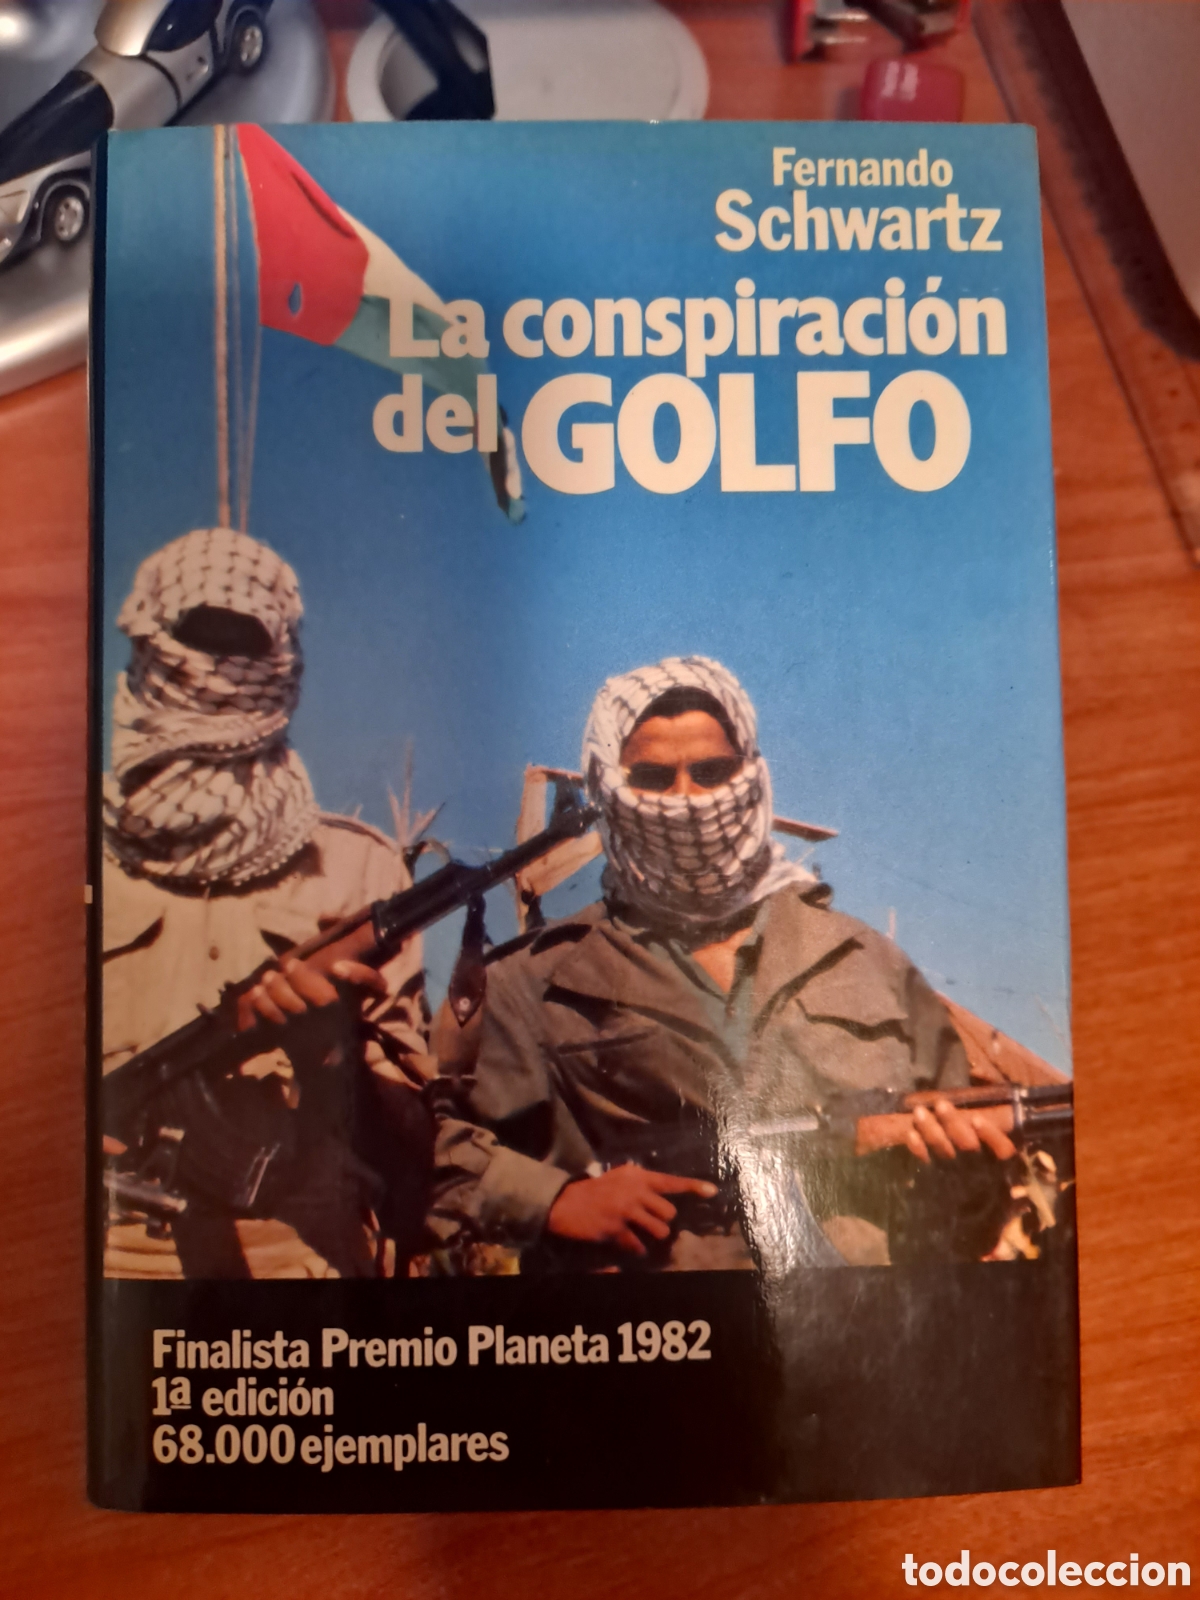 Fernando
Schwartz
La conspiración
del GOLFO
Finalista Premio Planeta 1982
1ª edición
68.000 ejemplares
todocoleccion